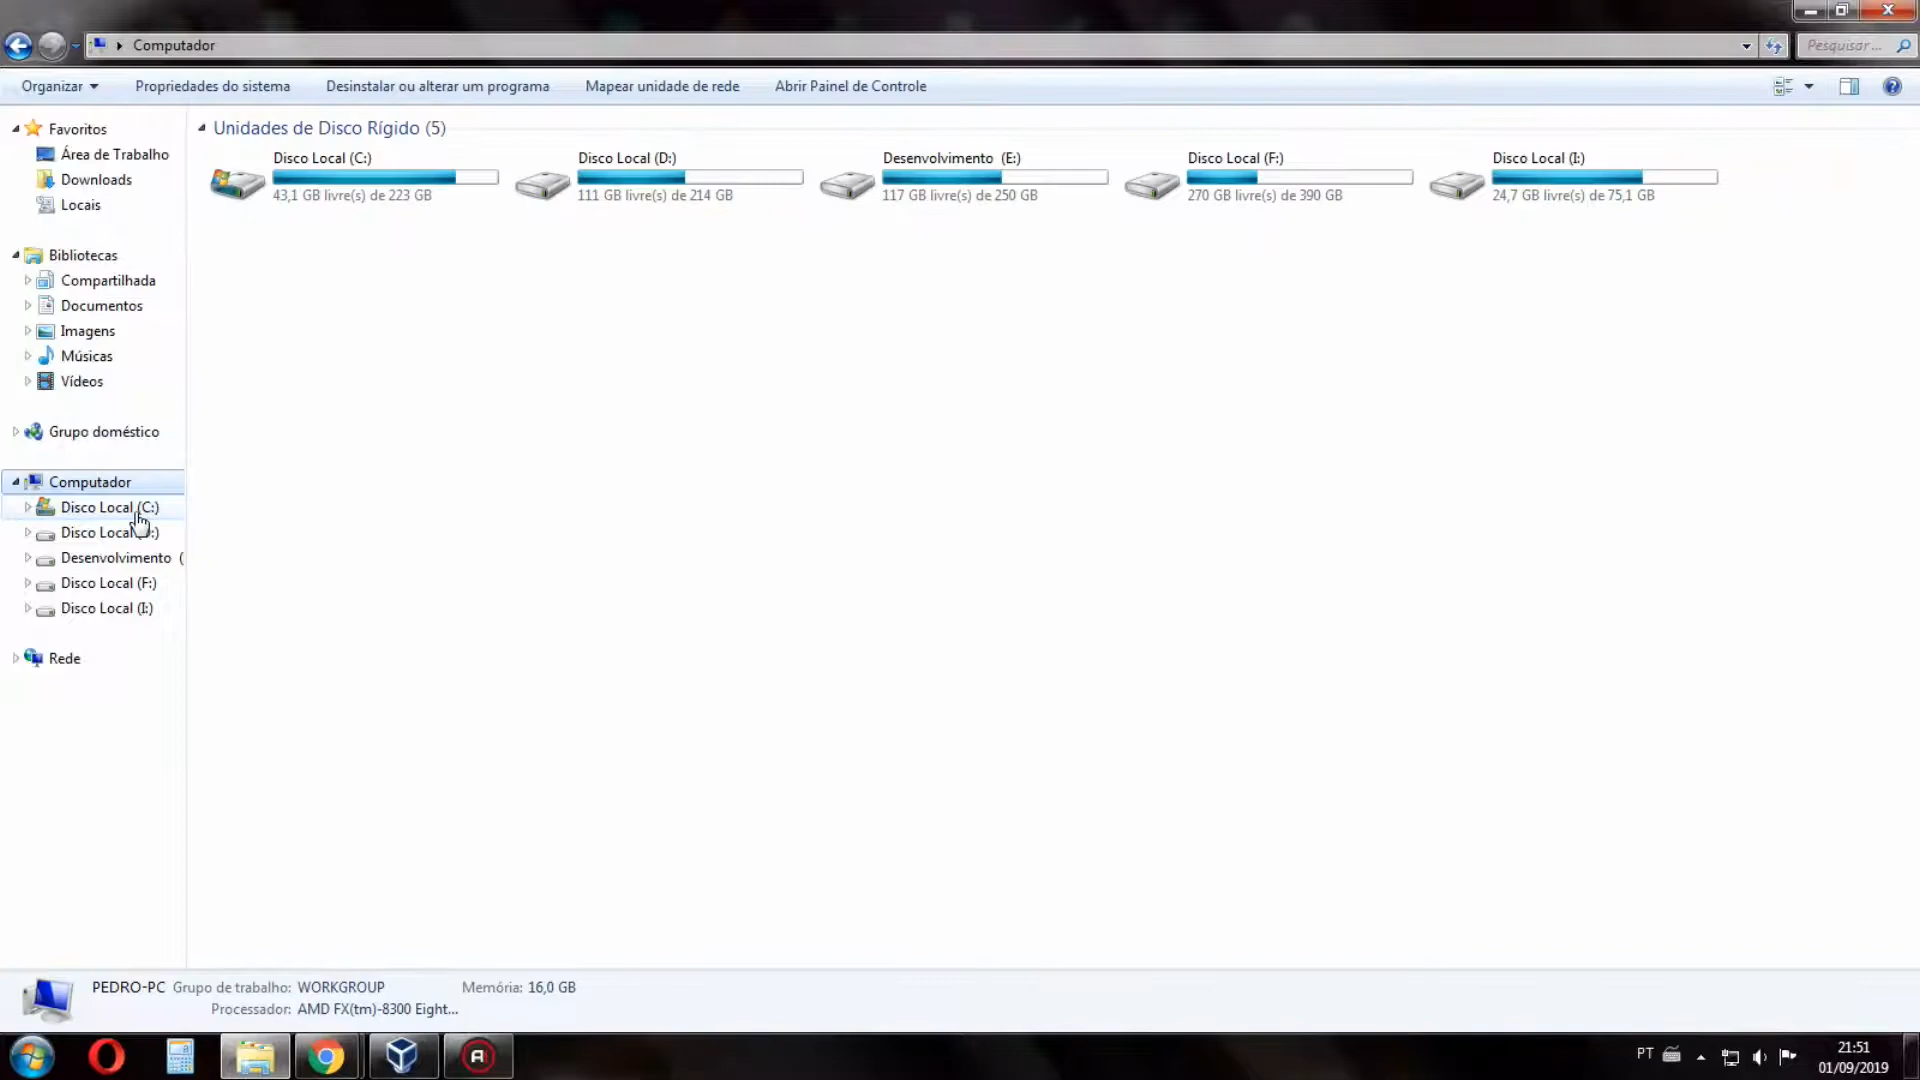 Computador
Pesquisar ...
Organizar
Propriedades do sistema
Desinstalar ou alterar um programa
Mapear unidade de rede
Abrir Painel de Controle
Favoritos
Área de Trabalho
Downloads
Locais
Bibliotecas
Compartilhada
Documentos
Imagens
Músicas
Vídeos
Grupo doméstico
Computador
Disco Local (C:)
Disco Local :)
Desenvolvimento (
Disco Local (F:)
Disco Local (I:)
Rede
Unidades de Disco Rígido (5)
Disco Local (C:)
43,1 GB livre(s) de 223 GB
Disco Local (D:)
111 GB livre(s) de 214 GB
Desenvolvimento (E:)
117 GB livre(s) de 250 GB
Disco Local (F:)
270 GB livre(s) de 390 GB
Disco Local (I:)
24,7 GB livre(s) de 75,1 GB
PEDRO-PC Grupo de trabalho: WORKGROUP Memória: 16,0 GB
Processador: AMD FX(tm)-8300 Eight...
PT
21:51
01/09/2019